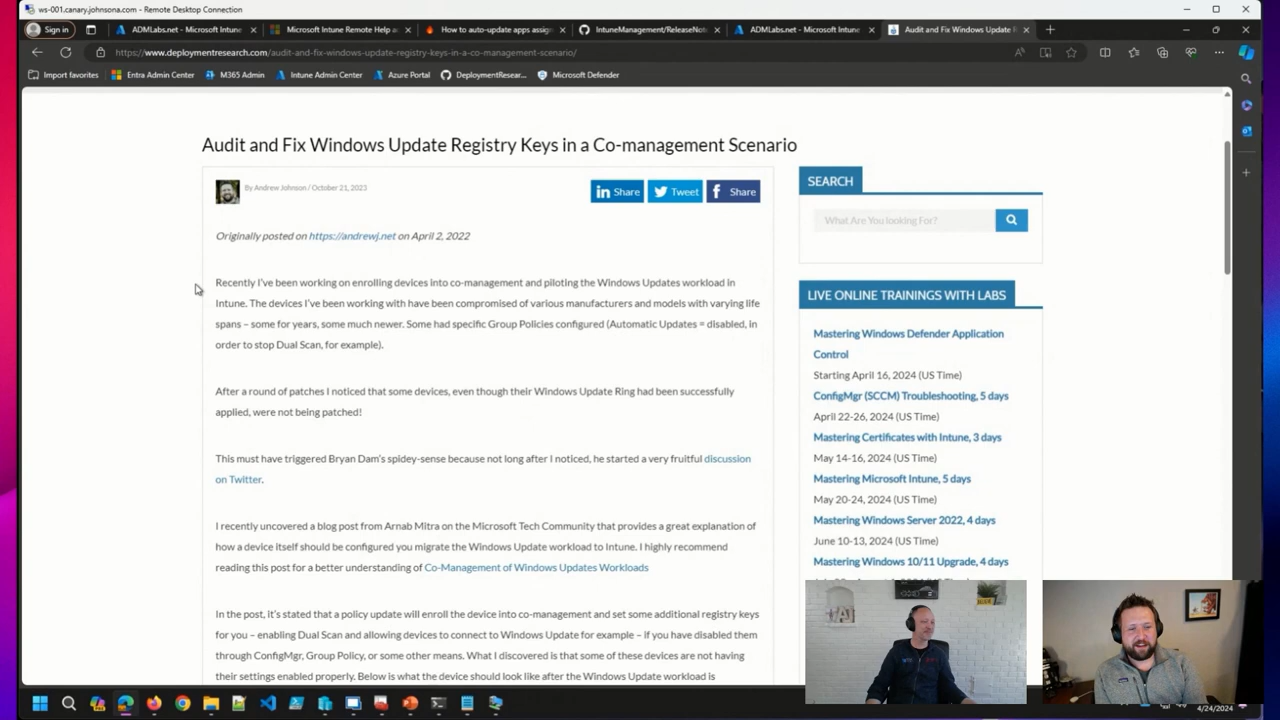 ws-001.canary.johnsona.com - Remote Desktop Connection
Sign in
ADMLabs.net - Microsoft Intune
Microsoft Intune Remote Help a
How to auto-update apps assign
IntuneManagement/ReleaseNote
ADMLabs.net - Microsoft Intune
Audit and Fix Windows Update R
https://www.deploymentresearch.com/audit-and-fix-windows-update-registry-keys-in-a-co-management-scenario/
Import favorites
Entra Admin Center
M365 Admin
Intune Admin Center
Azure Portal
DeploymentResear...
Microsoft Defender
Audit and Fix Windows Update Registry Keys in a Co-management Scenario
By Andrew Johnson / October 21, 2023
Share
Tweet
Share
Originally posted on https://andrewj.net on April 2, 2022
Recently I've been working on enrolling devices into co-management and piloting the Windows Updates workload in
Intune. The devices I've been working with have been compromised of various manufacturers and models with varying life
spans – some for years, some much newer. Some had specific Group Policies configured (Automatic Updates = disabled, in
order to stop Dual Scan, for example).
After a round of patches I noticed that some devices, even though their Windows Update Ring had been successfully
applied, were not being patched!
This must have triggered Bryan Dam's spidey-sense because not long after I noticed, he started a very fruitful discussion
on Twitter.
I recently uncovered a blog post from Arnab Mitra on the Microsoft Tech Community that provides a great explanation of
how a device itself should be configured you migrate the Windows Update workload to Intune. I highly recommend
reading this post for a better understanding of Co-Management of Windows Updates Workloads
In the post, it's stated that a policy update will enroll the device into co-management and set some additional registry keys
for you – enabling Dual Scan and allowing devices to connect to Windows Update for example – if you have disabled them
through ConfigMgr, Group Policy, or some other means. What I discovered is that some of these devices are not having
their settings enabled properly. Below is what the device should look like after the Windows Update workload is
SEARCH
What Are You looking For?
LIVE ONLINE TRAININGS WITH LABS
Mastering Windows Defender Application
Control
Starting April 16, 2024 (US Time)
ConfigMgr (SCCM) Troubleshooting, 5 days
April 22-26, 2024 (US Time)
Mastering Certificates with Intune, 3 days
May 14-16, 2024 (US Time)
Mastering Microsoft Intune, 5 days
May 20-24, 2024 (US Time)
Mastering Windows Server 2022, 4 days
June 10-13, 2024 (US Time)
Mastering Windows 10/11 Upgrade, 4 days
4/24/2024